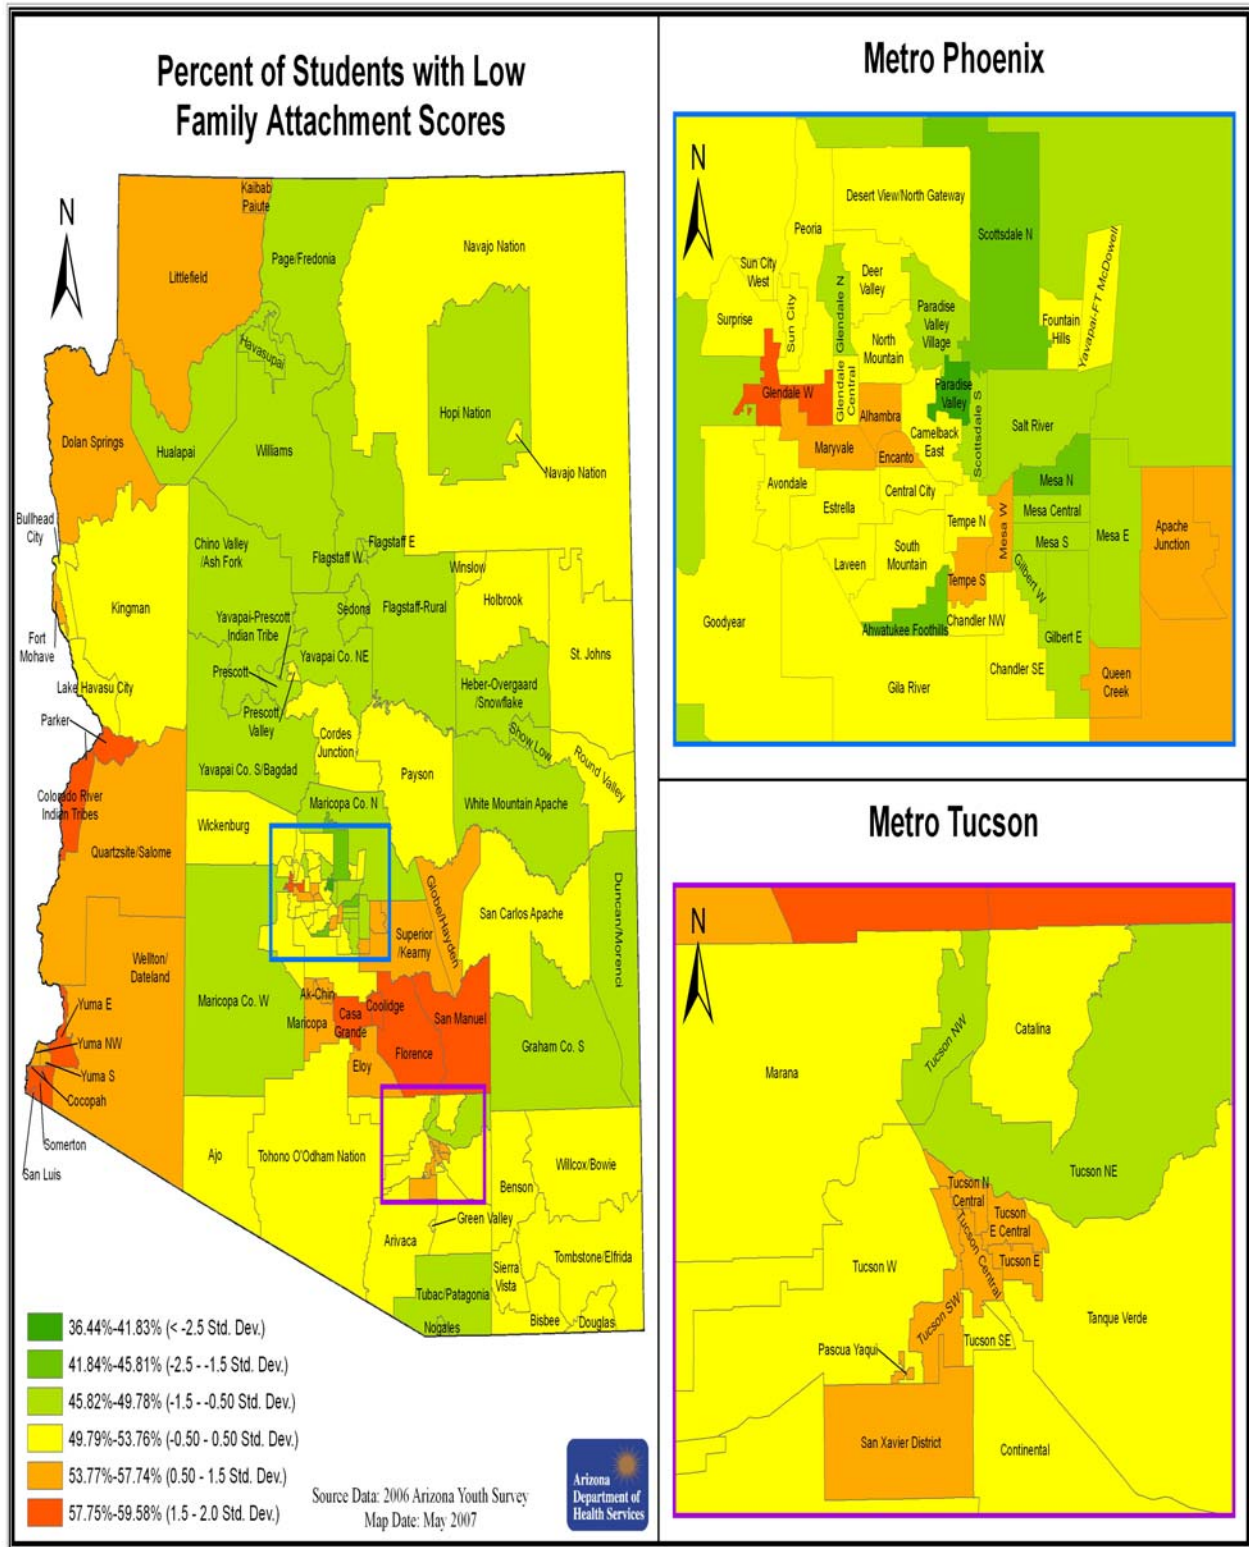 Percent of Students with Low
Family Attachment Scores
N
Kaibab
Paiute
Littlefield
Page/Fredonia
Navajo Nation
Havasupai
Hopi Nation
Dolan Springs
Hualapai
Williams
Navajo Nation
Bullhead
City
Chino Valley
/Ash Fork
Flagstaff W
Flagstaff E
Winslow
Kingman
Holbrook
Sedona
Flagstaff-Rural
Yavapai-Prescott
Indian Tribe
Fort
Mohave
Yavapai Co. NE
St. Johns
Prescott
Lake Havasu City
Heber-Overgaard
/Snowflake
Prescott
Valley
Parker
Cordes
Junction
Show Low
Round Valley
Yavapai Co. S/Bagdad
Payson
Colorado River
Indian Tribes
Maricopa Co. N
White Mountain Apache
Wickenburg
Quartzsite/Salome
Globe/Hayden
Duncan/Morenci
San Carlos Apache
Superior
/Kearny
Wellton/
Dateland
Maricopa Co. W
Ak-Chin
Yuma E
Maricopa
Casa
Grande
Coolidge
San Manuel
Yuma NW
Florence
Graham Co. S
Eloy
Yuma S
Cocopah
Somerton
San Luis
Ajo
Tohono O'Odham Nation
Willcox/Bowie
Benson
Green Valley
Arivaca
Tombstone/Elfrida
Sierra
Vista
Tubac/Patagonia
Nogales
Bisbee
Douglas
36.44%-41.83% (< -2.5 Std. Dev.)
41.84%-45.81% (-2.5 - -1.5 Std. Dev.)
45.82%-49.78% (-1.5 - -0.50 Std. Dev.)
49.79%-53.76% (-0.50 - 0.50 Std. Dev.)
53.77%-57.74% (0.50 - 1.5 Std. Dev.)
57.75%-59.58% (1.5 - 2.0 Std. Dev.)
Source Data: 2006 Arizona Youth Survey
Map Date: May 2007
Arizona
Department of
Health Services
Metro Phoenix
N
Desert View/North Gateway
Peoria
Scottsdale N
Sun City
West
Deer
Valley
Yavapai-FT McDowell
Surprise
Sun City
Glendale N
Paradise
Valley
Village
Fountain
Hills
North
Mountain
Glendale W
Glendale
Central
Alhambra
Paradise
Valley
Scottsdale S
Salt River
Camelback
East
Maryvale
Encanto
Avondale
Central City
Mesa N
Estrella
Mesa Central
Tempe N
Mesa W
Mesa S
Mesa E
Apache
Junction
South
Mountain
Laveen
Tempe S
Gilbert W
Goodyear
Ahwatukee Foothills
Chandler NW
Gilbert E
Chandler SE
Queen
Creek
Gila River
Metro Tucson
N
Tucson NW
Catalina
Marana
Tucson NE
Tucson N
Central
Tucson
E Central
Tucson Central
Tucson E
Tucson W
Tucson SW
Tanque Verde
Tucson SE
Pascua Yaqui
San Xavier District
Continental